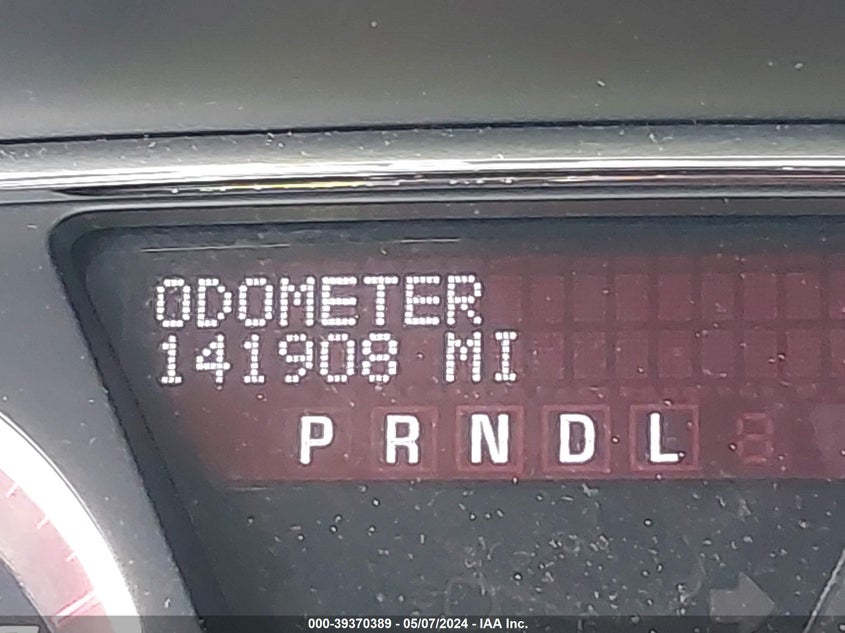 ODOMETER
141908 MI
P R N D L
000-39370389 - 05/07/2024 - IAA Inc.